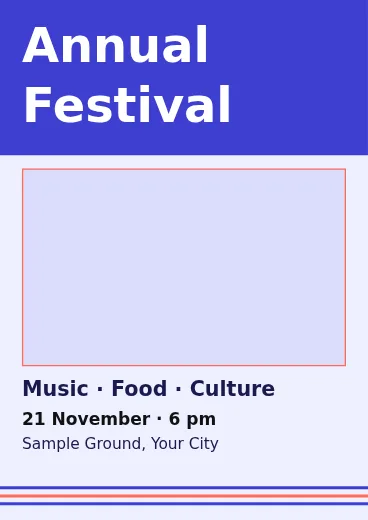 Annual
Festival
Music · Food · Culture
21 November · 6 pm
Sample Ground, Your City